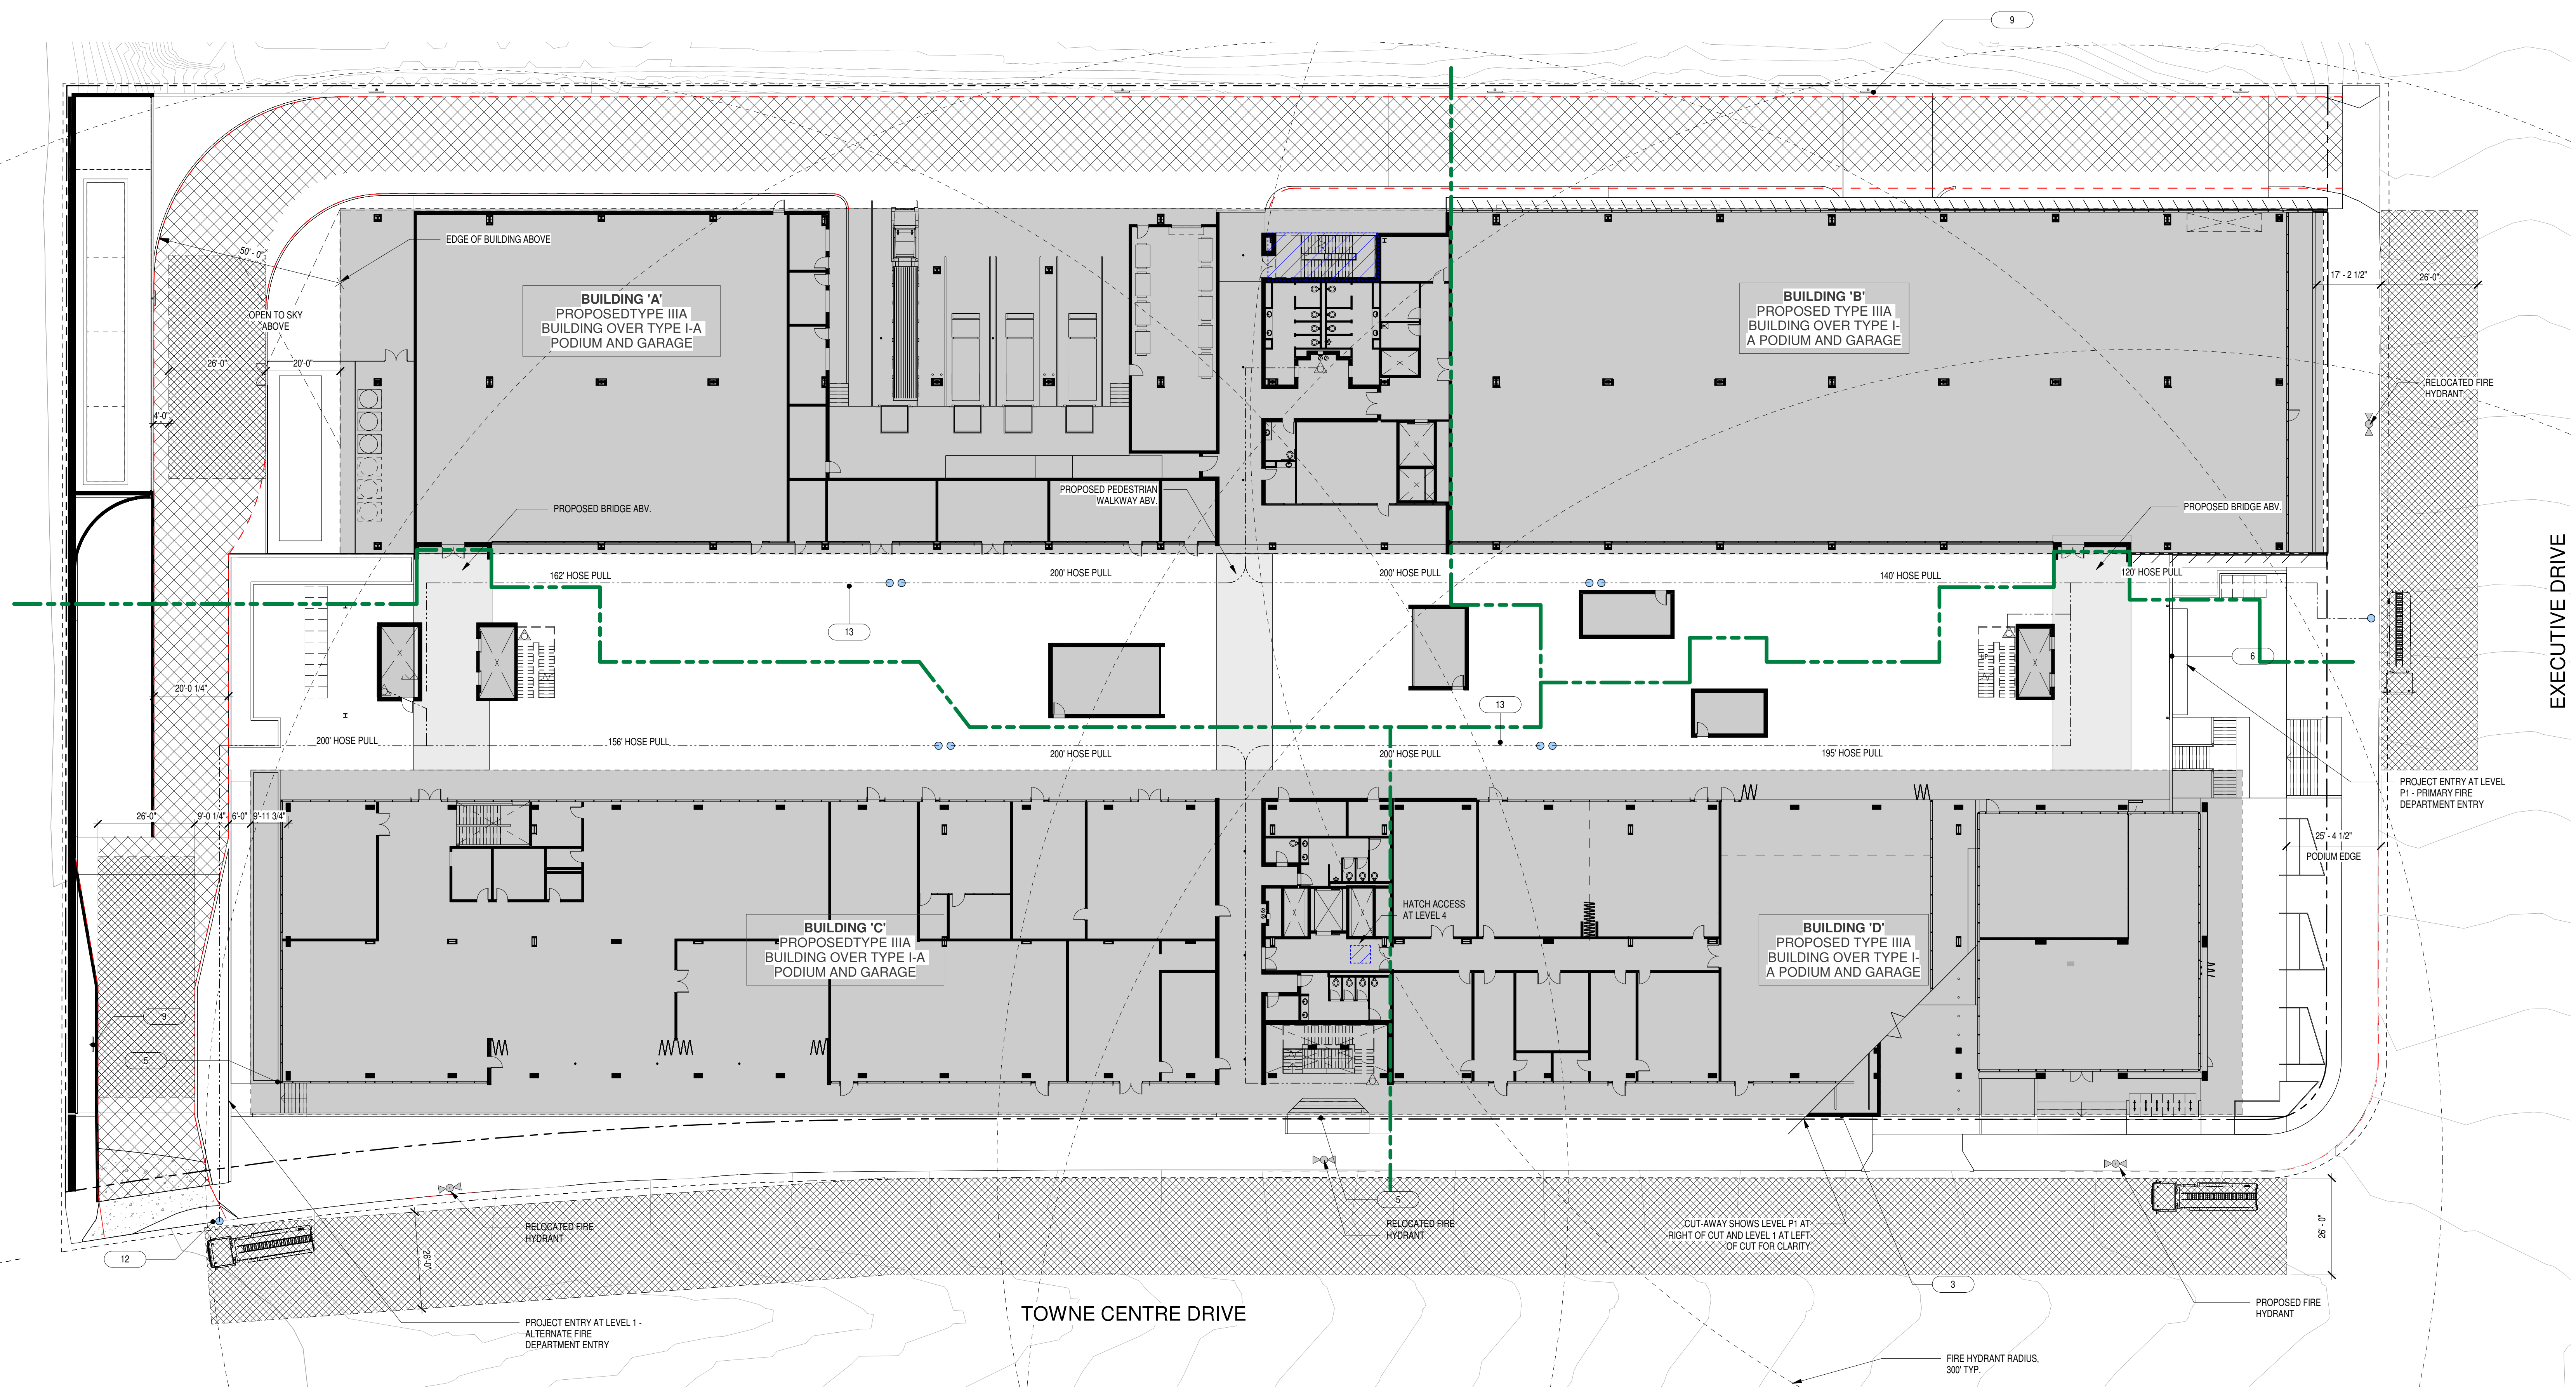 9
EDGE OF BUILDING ABOVE
50' - 0"
BUILDING 'A'
PROPOSEDTYPE IIIA
BUILDING OVER TYPE I-A
PODIUM AND GARAGE
BUILDING 'B'
PROPOSED TYPE IIIA
BUILDING OVER TYPE I-
A PODIUM AND GARAGE
17' - 2 1/2"
26'-0"
OPEN TO SKY
ABOVE
26'-0"
20'-0"
4'-0"
RELOCATED FIRE
HYDRANT
PROPOSED PEDESTRIAN
WALKWAY ABV.
PROPOSED BRIDGE ABV.
PROPOSED BRIDGE ABV.
162' HOSE PULL
200' HOSE PULL
200' HOSE PULL
140' HOSE PULL
120' HOSE PULL
EXECUTIVE DRIVE
13
6
20'-0 1/4"
13
200' HOSE PULL
156' HOSE PULL
200' HOSE PULL
200' HOSE PULL
195' HOSE PULL
PROJECT ENTRY AT LEVEL
P1 - PRIMARY FIRE
DEPARTMENT ENTRY
26'-0"
9'-0 1/4"
6'-0"
9'-11 3/4"
25' - 4 1/2"
PODIUM EDGE
HATCH ACCESS
AT LEVEL 4
BUILDING 'C'
PROPOSEDTYPE IIIA
BUILDING OVER TYPE I-A
PODIUM AND GARAGE
BUILDING 'D'
PROPOSED TYPE IIIA
BUILDING OVER TYPE I-
A PODIUM AND GARAGE
9
5
5
RELOCATED FIRE
HYDRANT
RELOCATED FIRE
HYDRANT
CUT-AWAY SHOWS LEVEL P1 AT
RIGHT OF CUT AND LEVEL 1 AT LEFT
OF CUT FOR CLARITY
26' - 0"
12
26'-0"
3
TOWNE CENTRE DRIVE
PROPOSED FIRE
HYDRANT
PROJECT ENTRY AT LEVEL 1 -
ALTERNATE FIRE
DEPARTMENT ENTRY
FIRE HYDRANT RADIUS,
300' TYP.